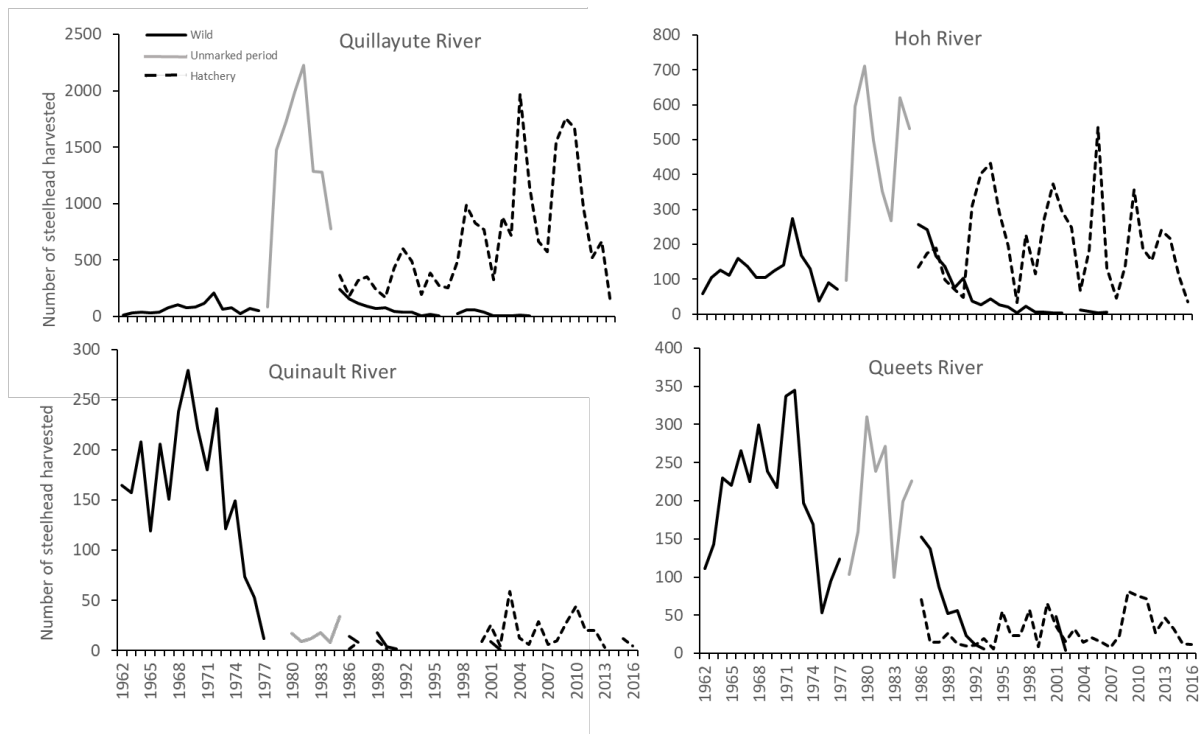 Quillayute River
Wild
Unmarked period
Hatchery
Number of steelhead harvested
2500
2000
1500
1000
500
0
Hoh River
800
700
600
500
400
300
200
100
0
Quinault River
Number of steelhead harvested
300
250
200
150
100
50
0
1962 1965 1968 1971 1974 1977 1980 1983 1986 1989 1992 1995 1998 2001 2004 2007 2010 2013 2016
Queets River
400
350
300
250
200
150
100
50
0
1962 1965 1968 1971 1974 1977 1980 1983 1986 1989 1992 1995 1998 2001 2004 2007 2010 2013 2016